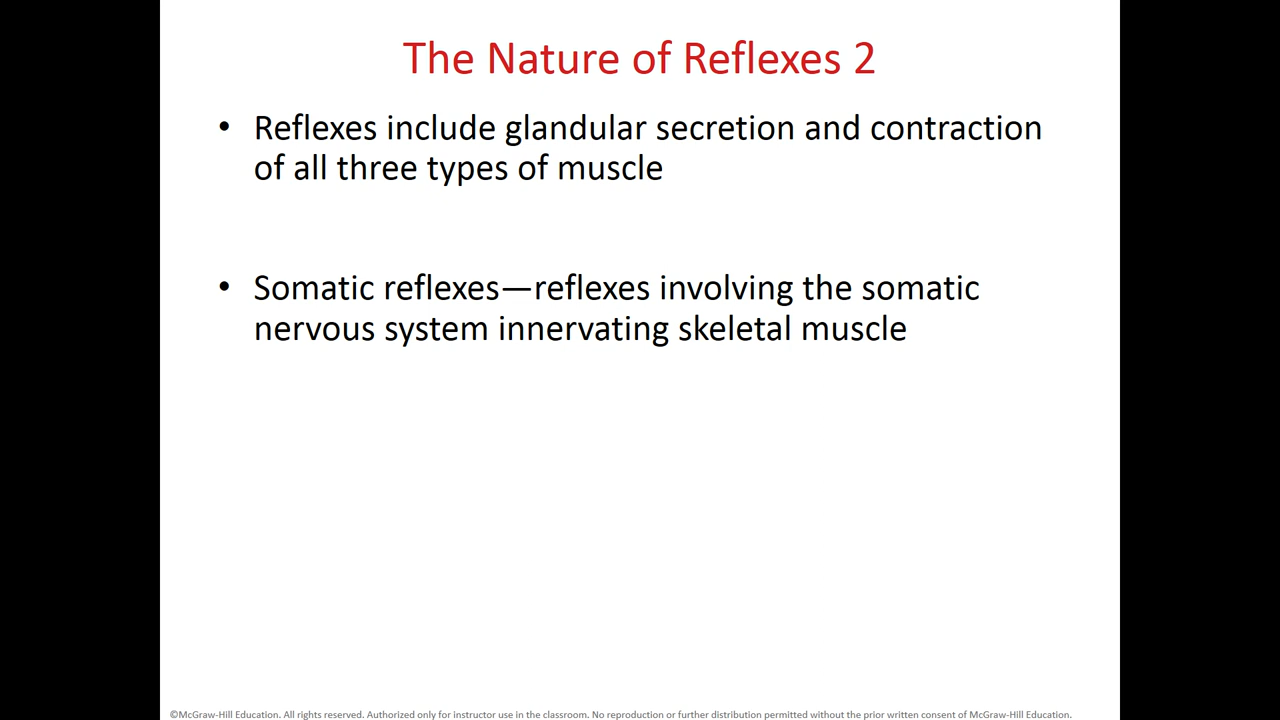 The Nature of Reflexes 2
• Reflexes include glandular secretion and contraction
of all three types of muscle
• Somatic reflexes—reflexes involving the somatic
nervous system innervating skeletal muscle
©McGraw-Hill Education. All rights reserved. Authorized only for instructor use in the classroom. No reproduction or further distribution permitted without the prior written consent of McGraw-Hill Education.